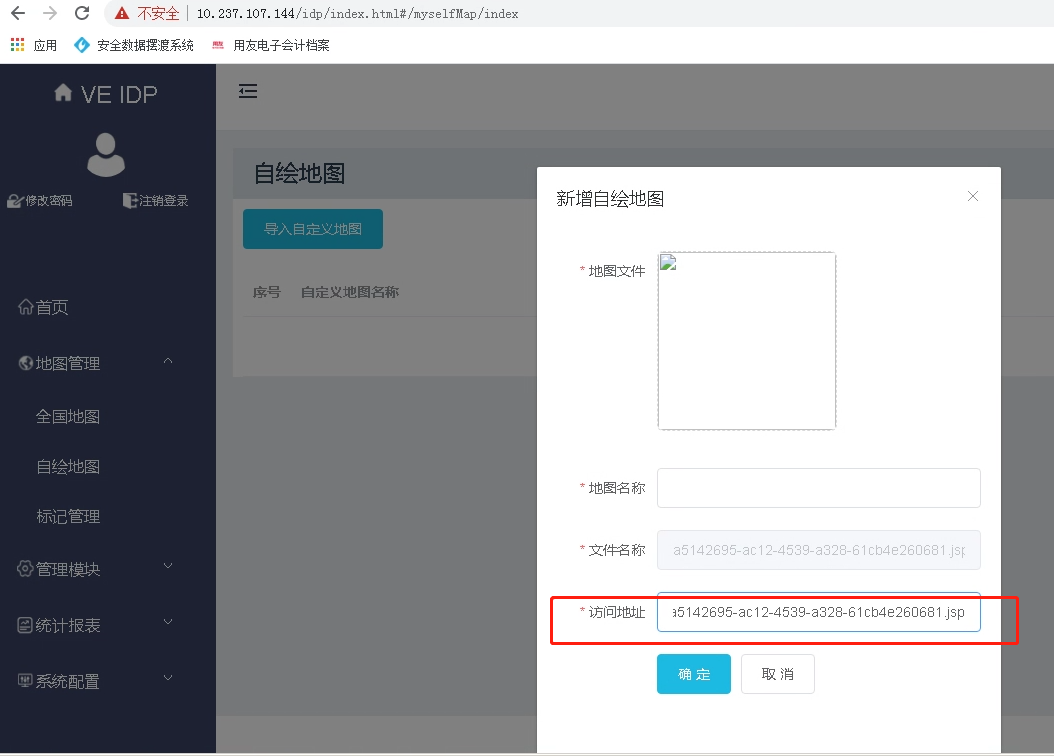 不安全 10.237.107.144/idp/index.html#/myselfMap/index
应用 安全数据摆渡系统 用友电子会计档案
VE IDP
修改密码 注销登录
首页
地图管理
全国地图
自绘地图
标记管理
管理模块
统计报表
系统配置
自绘地图
导入自定义地图
序号 自定义地图名称
新增自绘地图
* 地图文件
* 地图名称
* 文件名称 a5142695-ac12-4539-a328-61cb4e260681.jsp
* 访问地址 a5142695-ac12-4539-a328-61cb4e260681.jsp
确 定 取 消